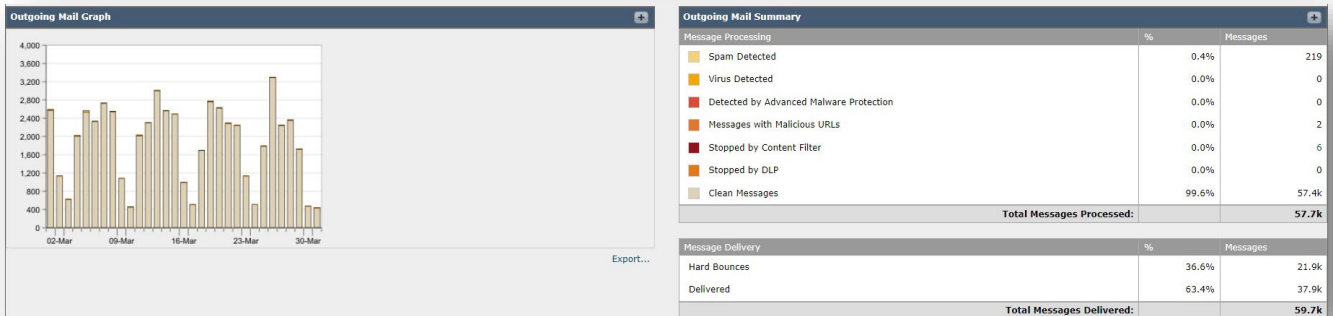 Outgoing Mail Graph
4,000
3,600
3,200
2,800
2,400
2,000
1,600
1,200
800
400
0
02-Mar 09-Mar 16-Mar 23-Mar 30-Mar
Export...
Outgoing Mail Summary
Message Processing % Messages
Spam Detected 0.4% 219
Virus Detected 0.0% 0
Detected by Advanced Malware Protection 0.0% 0
Messages with Malicious URLs 0.0% 2
Stopped by Content Filter 0.0% 6
Stopped by DLP 0.0% 0
Clean Messages 99.6% 57.4k
Total Messages Processed: 57.7k
Message Delivery % Messages
Hard Bounces 36.6% 21.9k
Delivered 63.4% 37.9k
Total Messages Delivered: 59.7k